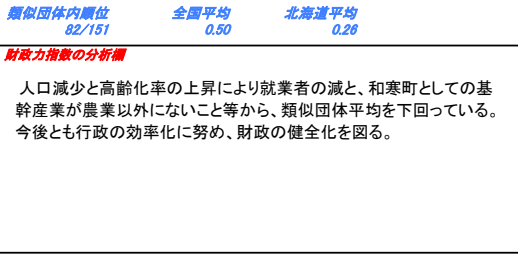 類似団体内順位 全国平均 北海道平均
82/151 0.50 0.26
財政力指数の分析欄
人口減少と高齢化率の上昇により就業者の減と、和寒町としての基
幹産業が農業以外にないこと等から、類似団体平均を下回っている。
今後とも行政の効率化に努め、財政の健全化を図る。